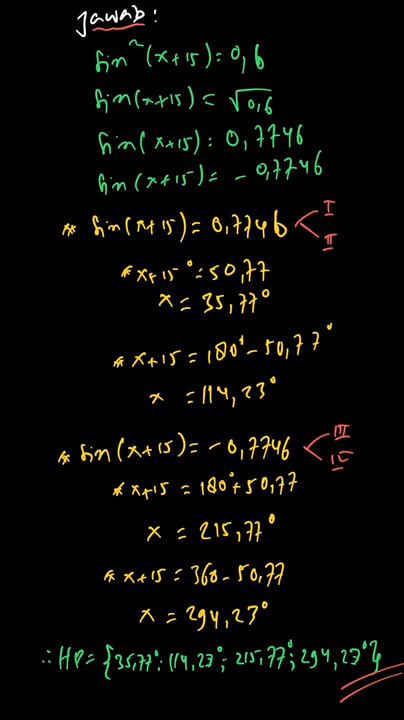 Jawab:
Sin²(x+15)=0,6
Sin(x+15)=√0,6
Sin(x+15)=0,7746
Sin(x+15)=-0,7746
* Sin(x+15)=0,7746 < I
II
* x+15°=50,77
x=35,77°
* x+15=180°-50,77°
x=114,23°
* Sin(x+15)=-0,7746 < III
IV
* x+15=180°+50,77
x=215,77°
* x+15=360-50,77
x=294,23°
∴HP={35,77°;114,23°;215,77°;294,23°}